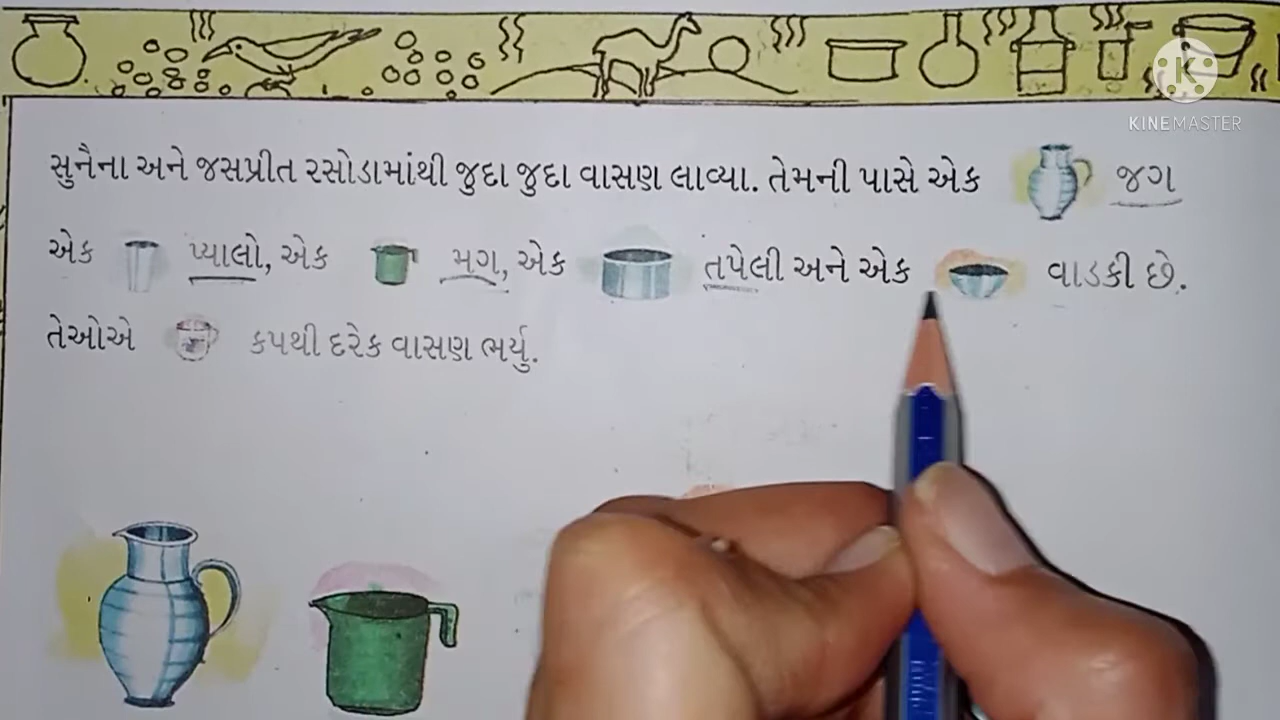 KINEMASTER
સુનૈના અને જસપ્રીત રસોડામાંથી જુદા જુદા વાસણ લાવ્યા. તેમની પાસે એક જગ
એક પ્યાલો, એક મગ, એક તપેલી અને એક વાડકી છે.
તેઓએ કપથી દરેક વાસણ ભર્યુ.